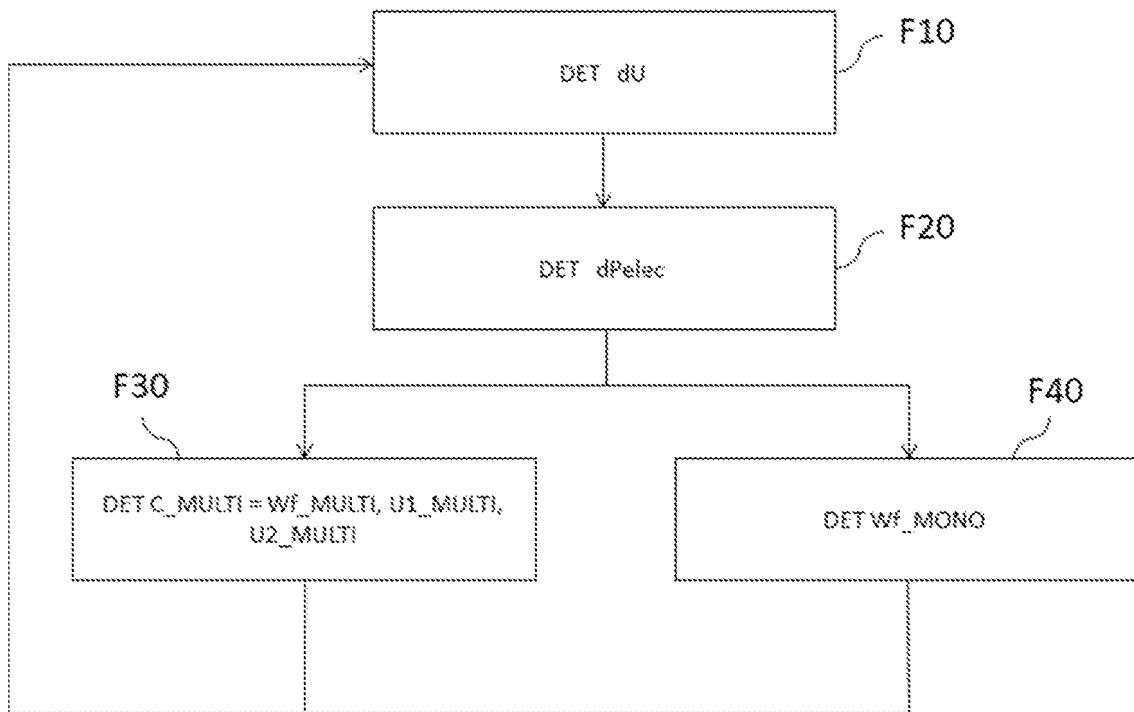 F10
DET dU
F20
DET dPelec
F30
F40
DET C_MULTI = Wf_MULTI, U1_MULTI,
U2_MULTI
DET Wf_MONO